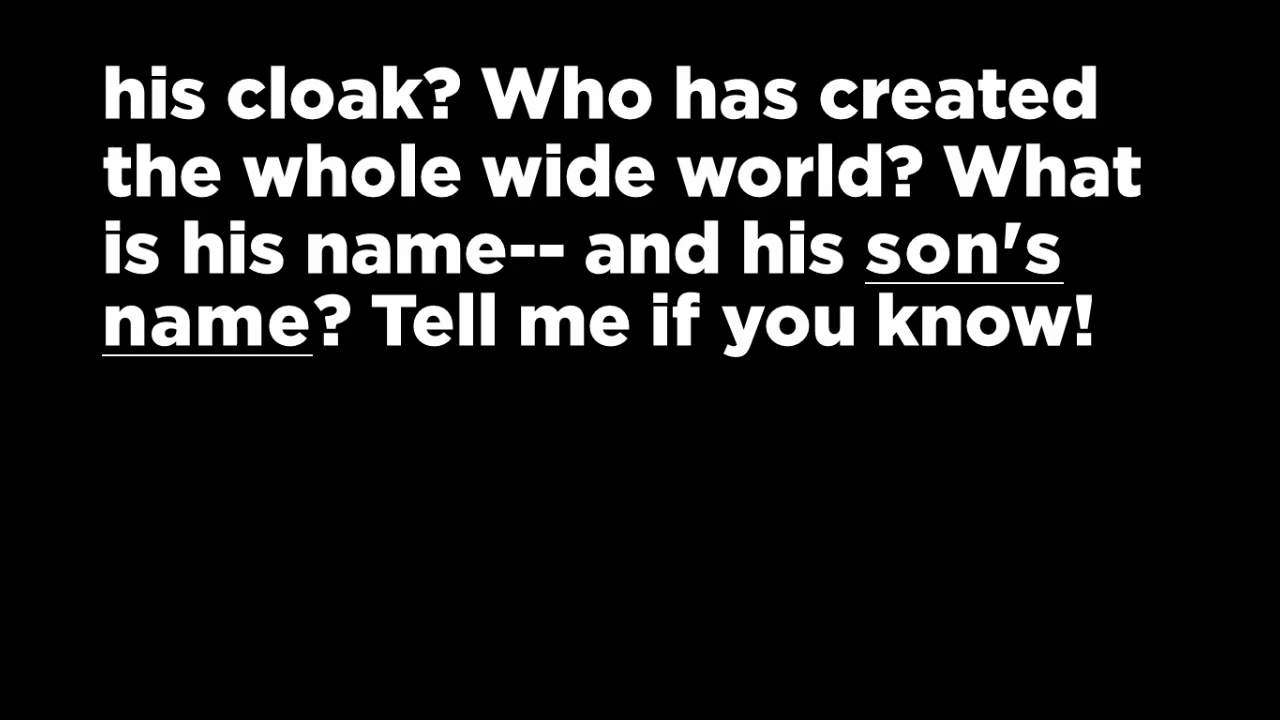 his cloak? Who has created
the whole wide world? What
is his name-- and his son's
name? Tell me if you know!